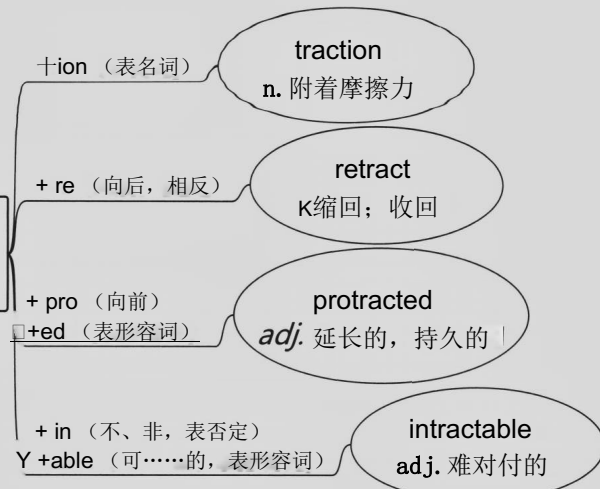 十ion （表名词）
traction
n. 附着摩擦力
+ re （向后，相反）
retract
K缩回；收回
+ pro （向前）
□+ed （表形容词）
protracted
adj. 延长的，持久的
+ in （不、非，表否定）
Y +able （可……的，表形容词）
intractable
adj. 难对付的